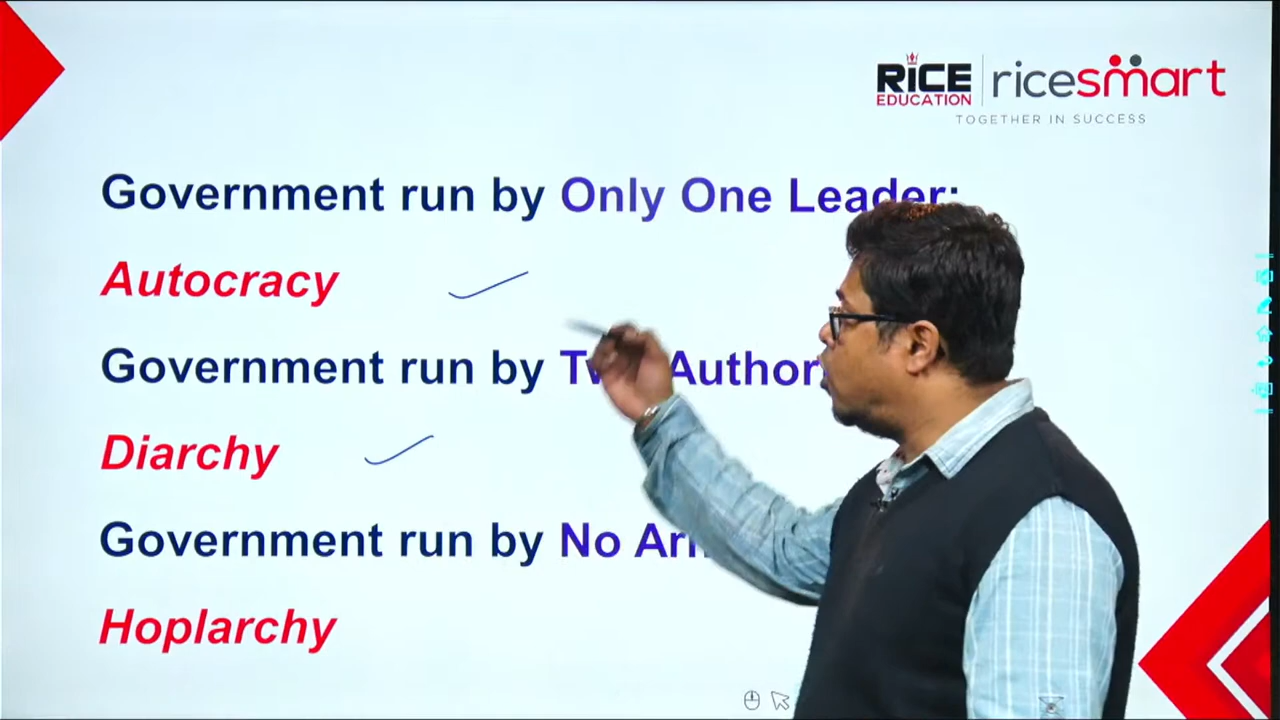 RICE
EDUCATION
ricesmart
TOGETHER IN SUCCESS
Government run by Only One Leader:
Autocracy
Government run by
Diarchy
Government run by No
Hoplarchy